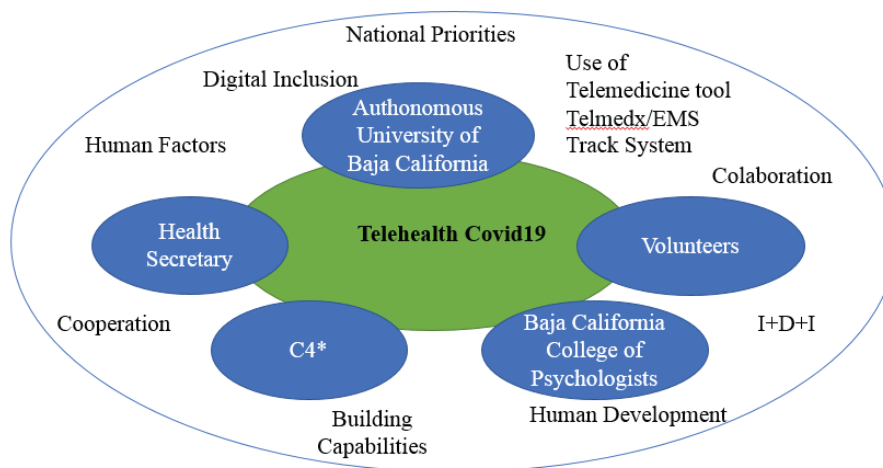 National Priorities
Digital Inclusion
Use of
Telemedicine tool
Telmedx/EMS
Track System
Authonomous
University of
Baja California
Human Factors
Colaboration
Health
Secretary
Telehealth Covid19
Volunteers
Cooperation
C4*
Baja California
College of
Psychologists
I+D+I
Building
Capabilities
Human Development